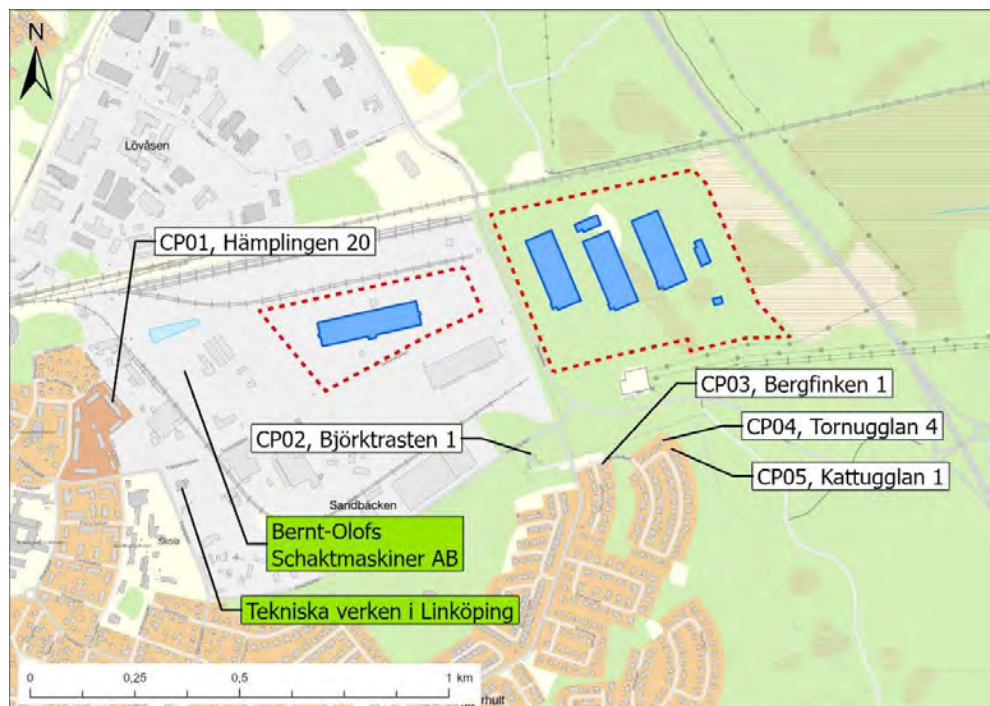 N
Lövåsen
CP01, Hämplingen 20
CP03, Bergfinken 1
CP04, Tornugglan 4
CP02, Björktrasten 1
CP05, Kattugglan 1
Sandbäcken
Bernt-Olofs
Schaktmaskiner AB
Skola
Tekniska verken i Linköping
0
0,25
0,5
1 km
rhult